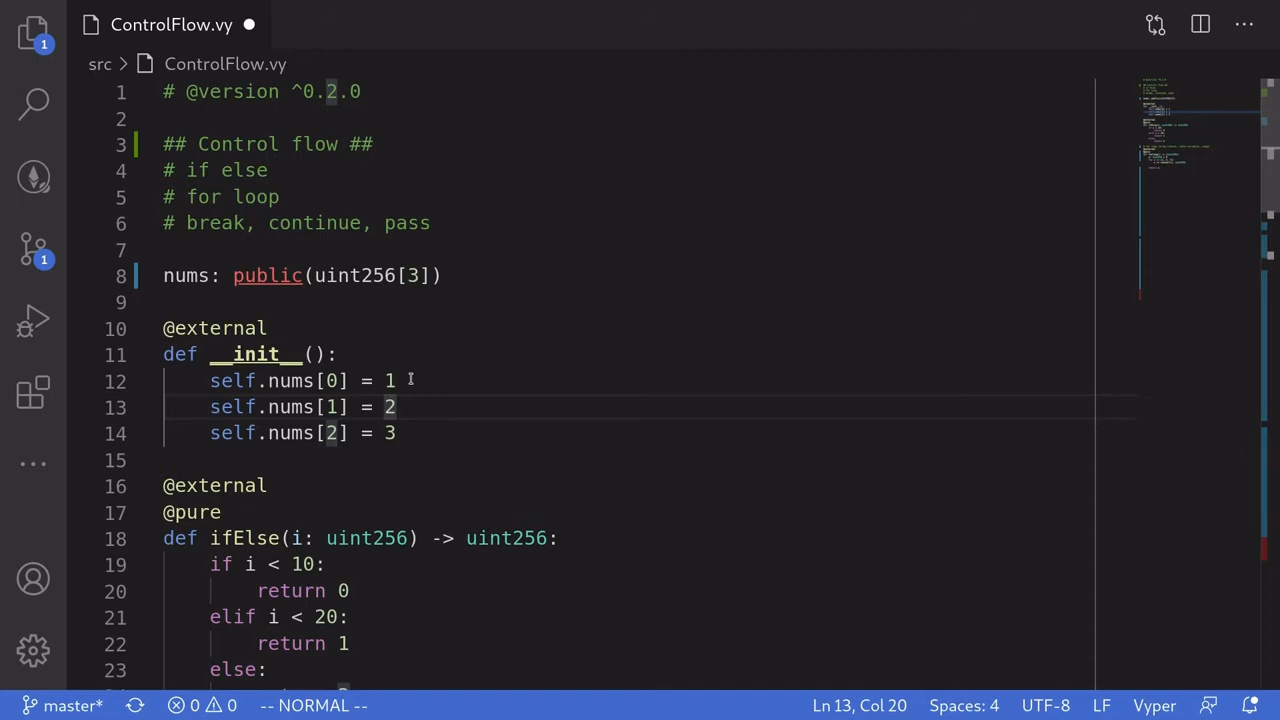 ControlFlow.vy
1
src > ControlFlow.vy
1 # @version ^0.2.0
2
3 ## Control flow ##
4 # if else
5 # for loop
6 # break, continue, pass
7
8 nums: public(uint256[3])
9
10 @external
11 def __init__():
12 self.nums[0] = 1
13 self.nums[1] = 2
14 self.nums[2] = 3
15
16 @external
17 @pure
18 def ifElse(i: uint256) -> uint256:
19 if i < 10:
20 return 0
21 elif i < 20:
22 return 1
23 else:
1
master* 0 0 -- NORMAL -- Ln 13, Col 20 Spaces: 4 UTF-8 LF Vyper